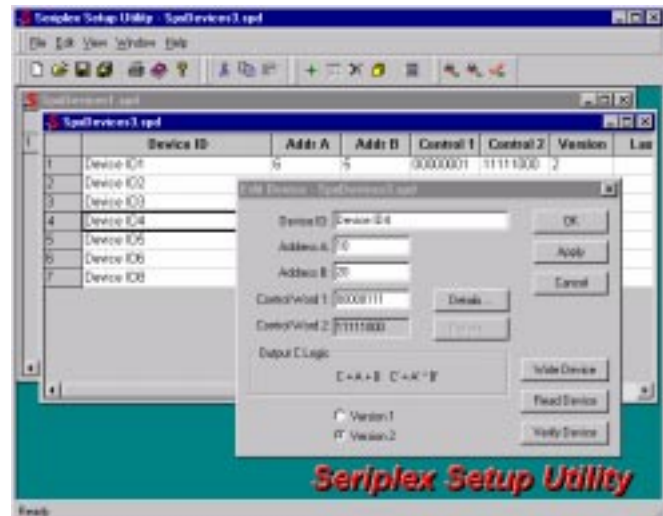 Seriplex Setup Utility - SpdDevices3.spd
File Edit View Window Help
SpdDevices1.spd
SpdDevices3.spd
Device ID Addr A Addr B Control 1 Control 2 Version
1 Device ID1 6 5 00000001 11111000 2
2 Device ID2
3 Device ID3
4 Device ID4
5 Device ID5
6 Device ID6
7 Device ID8
Edit Device - SpdDevices3.spd
Device ID: Device ID4
OK
Address A: 10
Apply
Address B: 20
Cancel
Control Word 1: 00000111
Details...
Control Word 2: 11111000
Output C Logic
Write Device
Read Device
Version 1
Version 2
Verify Device
Seriplex Setup Utility
Ready